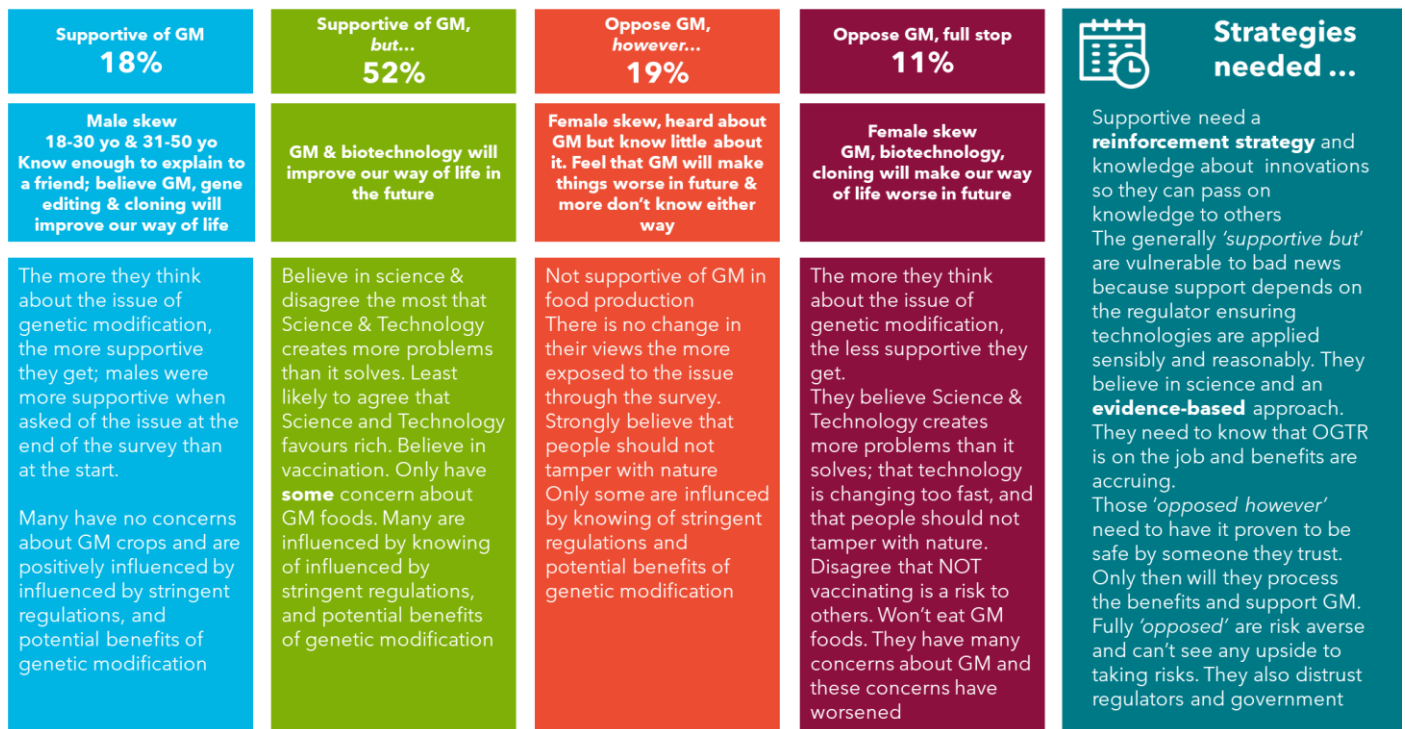 Supportive of GM
18%
Male skew
18-30 yo & 31-50 yo
Know enough to explain to
a friend; believe GM, gene
editing & cloning will
improve our way of life
The more they think
about the issue of
genetic modification,
the more supportive
they get; males were
more supportive when
asked of the issue at the
end of the survey than
at the start.
Many have no concerns
about GM crops and are
positively influenced by
influenced by stringent
regulations, and
potential benefits of
genetic modification
Supportive of GM,
but...
52%
GM & biotechnology will
improve our way of life in
the future
Believe in science &
disagree the most that
Science & Technology
creates more problems
than it solves. Least
likely to agree that
Science and Technology
favours rich. Believe in
vaccination. Only have
some concern about
GM foods. Many are
influenced by knowing
of influenced by
stringent regulations,
and potential benefits
of genetic modification
Oppose GM,
however...
19%
Female skew, heard about
GM but know little about
it. Feel that GM will make
things worse in future &
more don't know either
way
Not supportive of GM in
food production
There is no change in
their views the more
exposed to the issue
through the survey.
Strongly believe that
people should not
tamper with nature
Only some are influnced
by knowing of stringent
regulations and
potential benefits of
genetic modification
Oppose GM, full stop
11%
Female skew
GM, biotechnology,
cloning will make our way
of life worse in future
The more they think
about the issue of
genetic modification,
the less supportive they
get.
They believe Science &
Technology creates
more problems than it
solves; that technology
is changing too fast, and
that people should not
tamper with nature.
Disagree that NOT
vaccinating is a risk to
others. Won't eat GM
foods. They have many
concerns about GM and
these concerns have
worsened
Strategies
needed ...
Supportive need a
reinforcement strategy and
knowledge about innovations
so they can pass on
knowledge to others
The generally 'supportive but'
are vulnerable to bad news
because support depends on
the regulator ensuring
technologies are applied
sensibly and reasonably. They
believe in science and an
evidence-based approach.
They need to know that OGTR
is on the job and benefits are
accruing.
Those 'opposed however'
need to have it proven to be
safe by someone they trust.
Only then will they process
the benefits and support GM.
Fully 'opposed' are risk averse
and can't see any upside to
taking risks. They also distrust
regulators and government